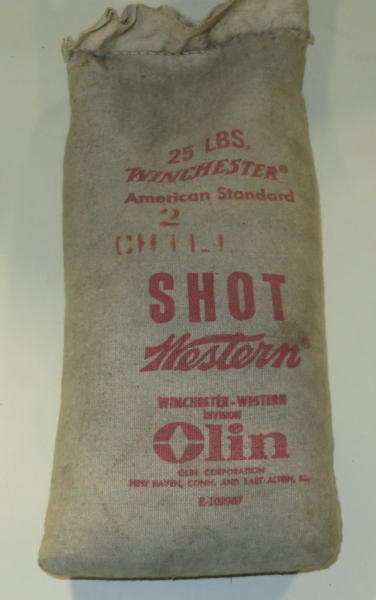 25 LBS.
WINCHESTER®
American Standard
2
CHILL
SHOT
Western®
WINCHESTER-WESTERN
DIVISION
Olin
OLIN CORPORATION
NEW HAVEN, CONN. AND EAST ALTON, ILL.
E-102987